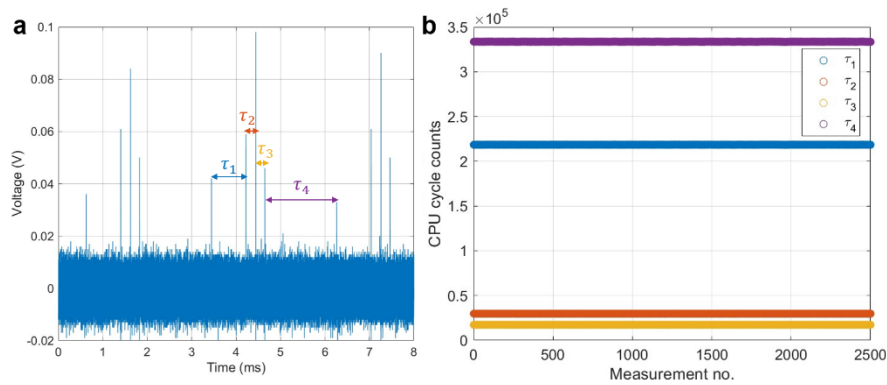 a
0.1
0.08
0.06
0.04
0.02
0
-0.02
Voltage (V)
τ2
τ3
τ1
τ4
0 1 2 3 4 5 6 7 8
Time (ms)
b
×10^5
3.5
3
2.5
2
1.5
1
0.5
0
CPU cycle counts
τ1
τ2
τ3
τ4
0 500 1000 1500 2000 2500
Measurement no.